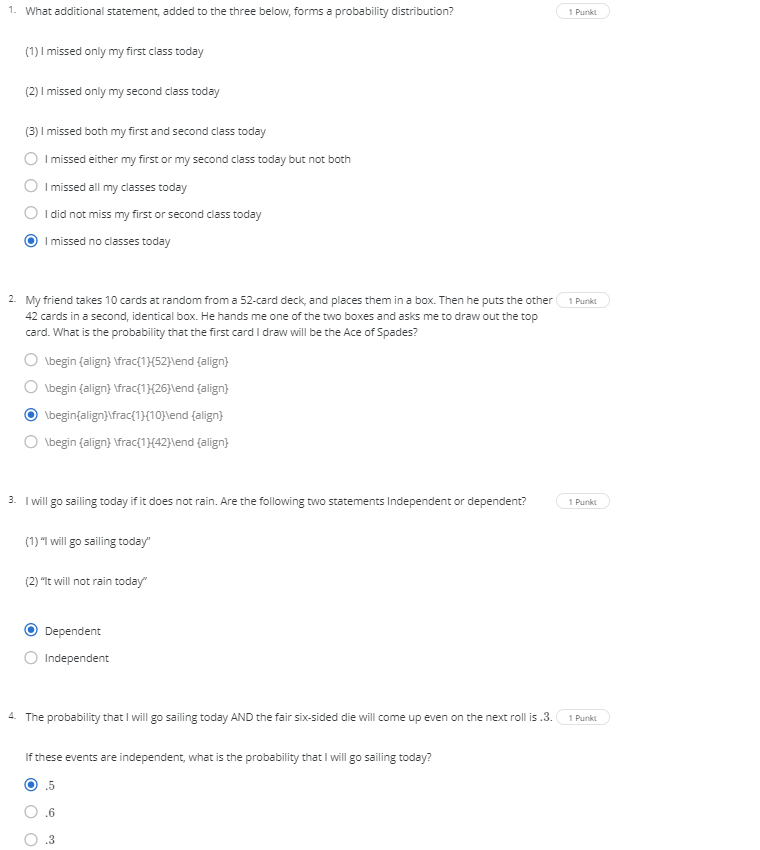 1. What additional statement, added to the three below, forms a probability distribution? 1 Punkt
(1) I missed only my first class today
(2) I missed only my second class today
(3) I missed both my first and second class today
I missed either my first or my second class today but not both
I missed all my classes today
I did not miss my first or second class today
I missed no classes today
2. My friend takes 10 cards at random from a 52-card deck, and places them in a box. Then he puts the other 1 Punkt
42 cards in a second, identical box. He hands me one of the two boxes and asks me to draw out the top
card. What is the probability that the first card I draw will be the Ace of Spades?
\begin {align} \frac{1}{52}\end {align}
\begin {align} \frac{1}{26}\end {align}
\begin{align}\frac{1}{10}\end {align}
\begin {align} \frac{1}{42}\end {align}
3. I will go sailing today if it does not rain. Are the following two statements Independent or dependent? 1 Punkt
(1) "I will go sailing today"
(2) "It will not rain today"
Dependent
Independent
4. The probability that I will go sailing today AND the fair six-sided die will come up even on the next roll is .3. 1 Punkt
If these events are independent, what is the probability that I will go sailing today?
.5
.6
.3